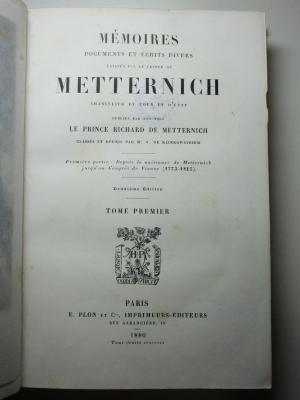 MÉMOIRES
DOCUMENTS ET ÉCRITS DIVERS
LAISSÉS PAR LE PRINCE DE
METTERNICH
CHANCELIER DE COUR ET D'ÉTAT
PUBLIÉS PAR SON FILS
LE PRINCE RICHARD DE METTERNICH
CLASSÉS ET RÉUNIS PAR M. A. DE KLINKOWSTRŒM
Première partie : Depuis la naissance de Metternich
jusqu'au Congrès de Vienne (1773-1815).
Deuxième Édition
TOME PREMIER
PARIS
E. PLON ET Cie, IMPRIMEURS-ÉDITEURS
RUE GARANCIÈRE, 10
1880
Tous droits réservés